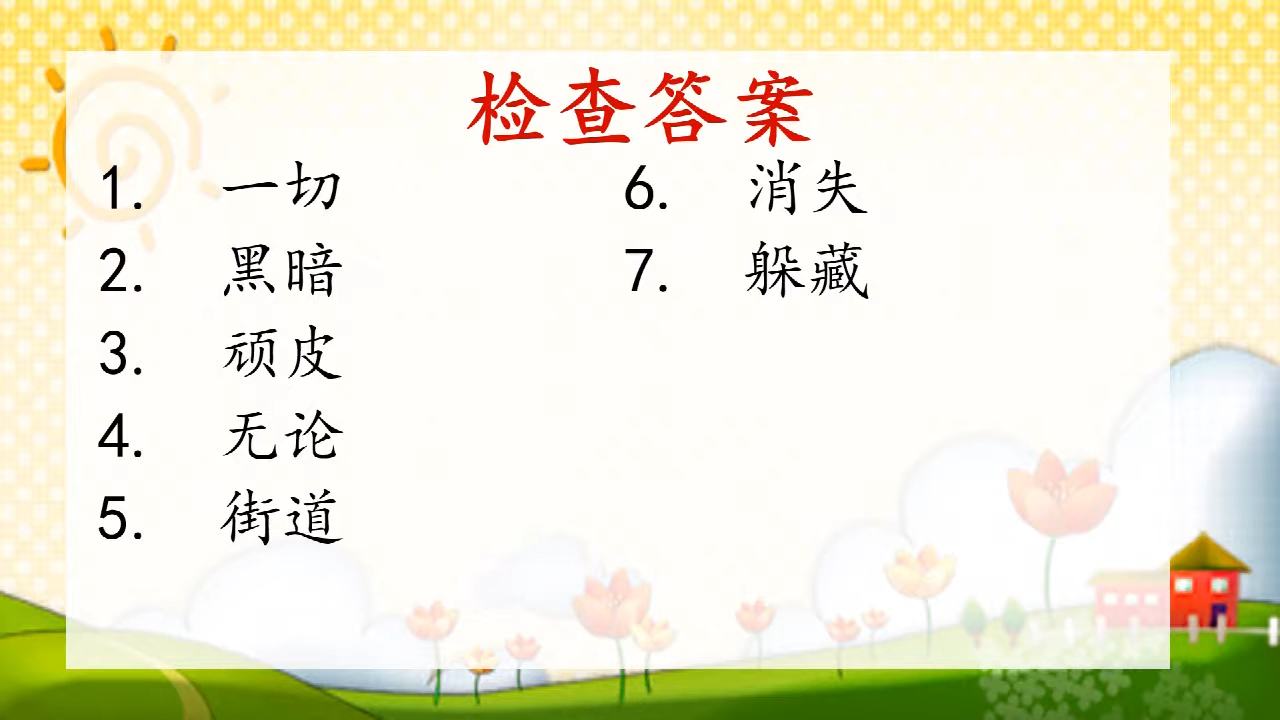 检查答案
1. 一切
2. 黑暗
3. 顽皮
4. 无论
5. 街道
6. 消失
7. 躲藏